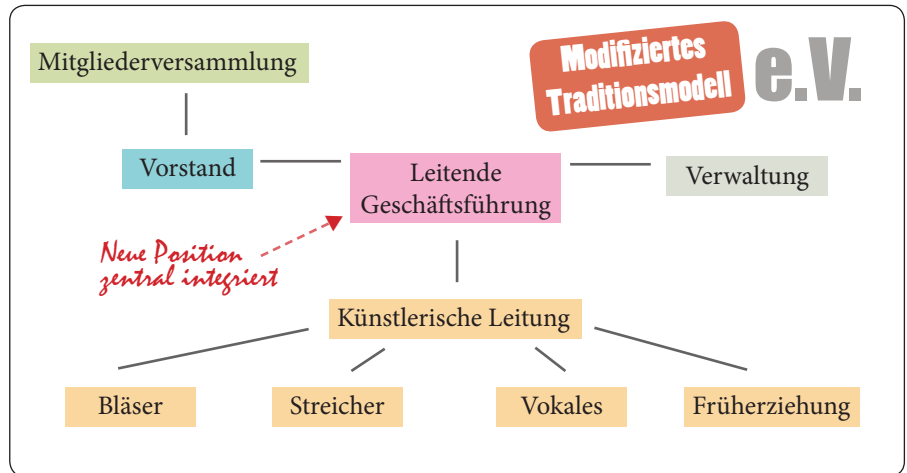 Mitgliederversammlung
Modifiziertes
Traditionsmodell
e.V.
Vorstand
Leitende
Geschäftsführung
Verwaltung
Neue Position
zentral integriert
Künstlerische Leitung
Bläser
Streicher
Vokales
Früherziehung